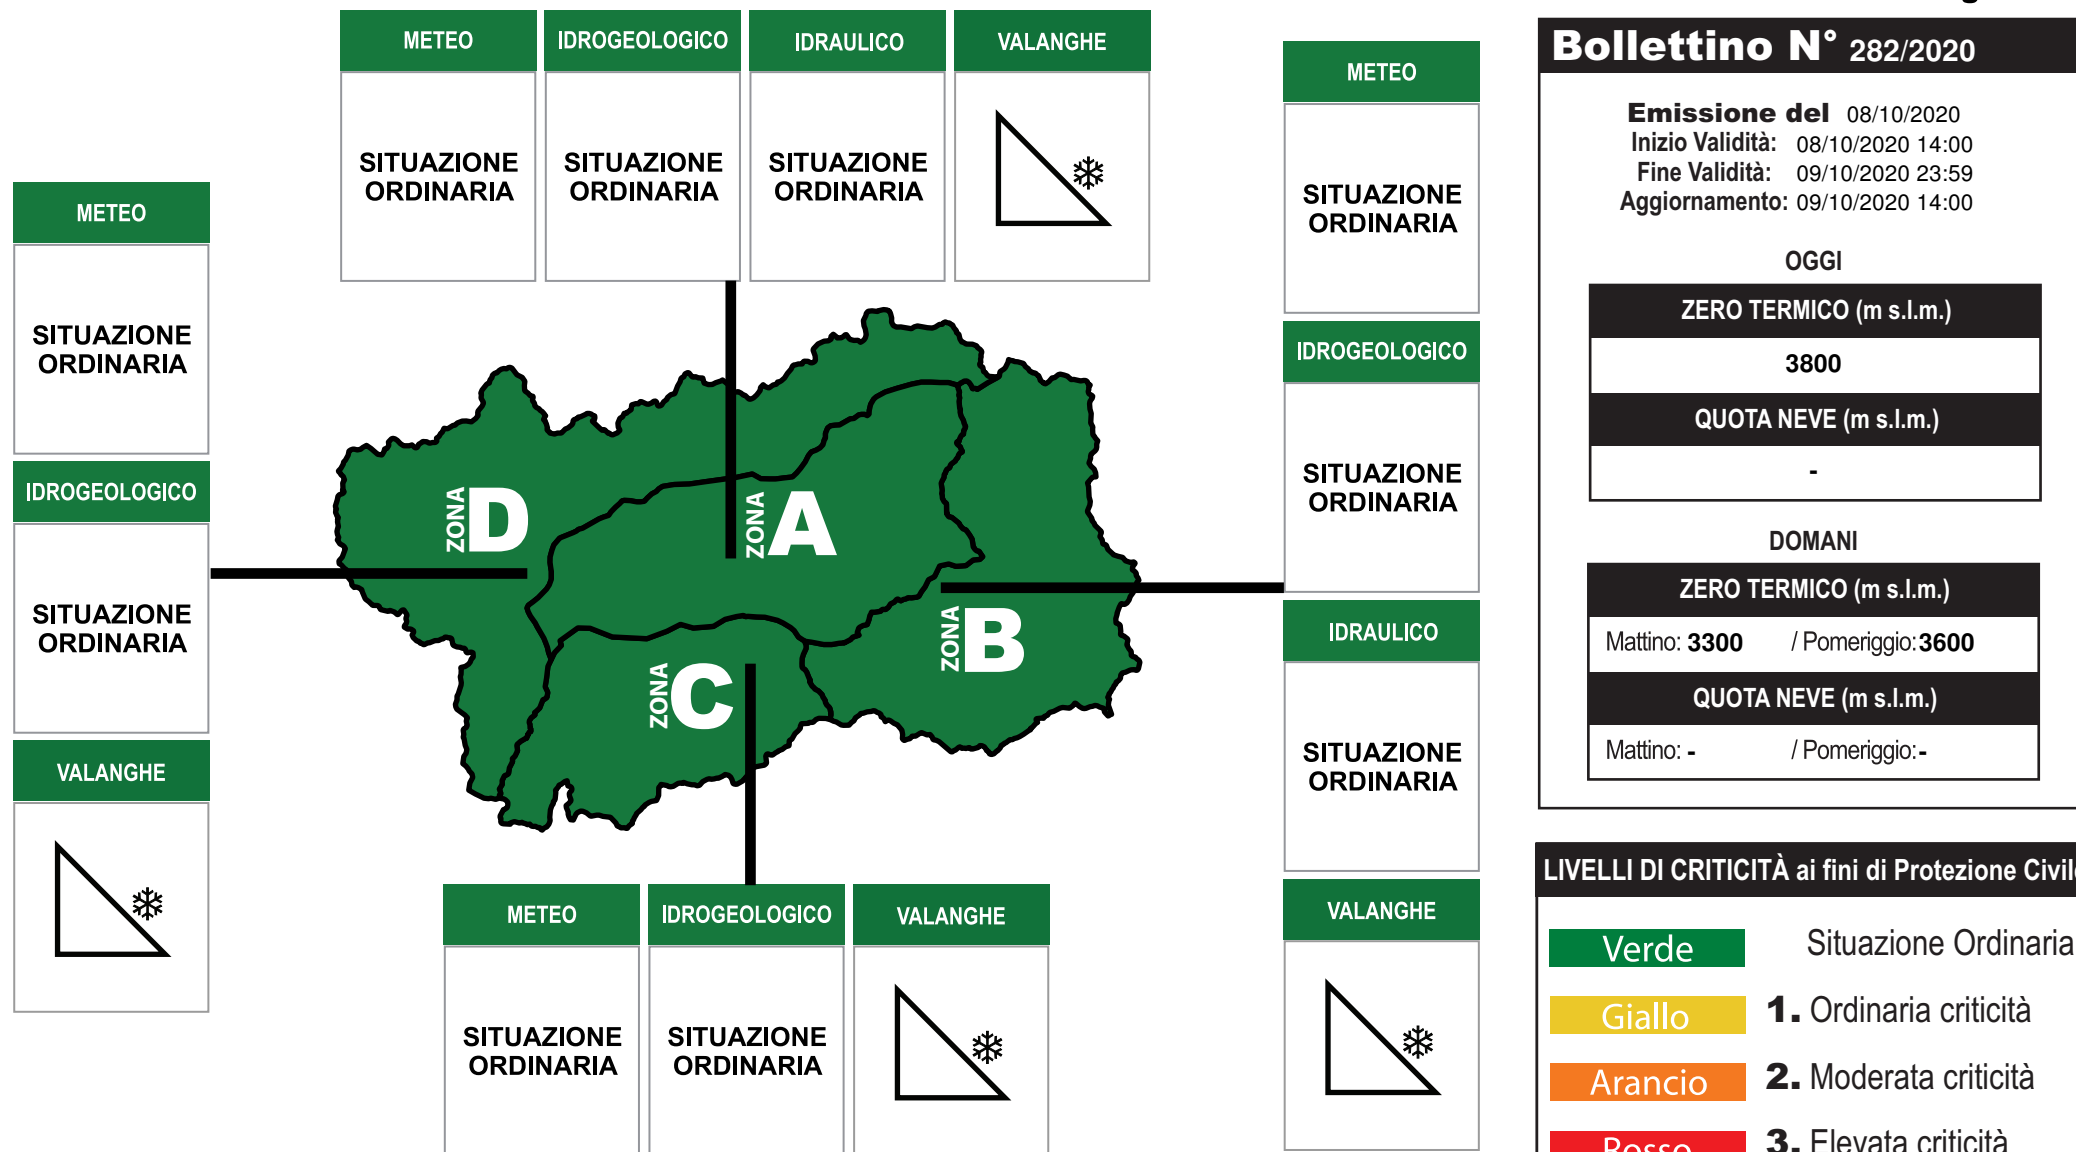 METEO IDROGEOLOGICO IDRAULICO VALANGHE
SITUAZIONE ORDINARIA
SITUAZIONE ORDINARIA
SITUAZIONE ORDINARIA
METEO
SITUAZIONE
ORDINARIA
IDROGEOLOGICO
SITUAZIONE
ORDINARIA
VALANGHE
ZONA D
ZONA A
ZONA B
ZONA C
METEO IDROGEOLOGICO VALANGHE
SITUAZIONE ORDINARIA
SITUAZIONE ORDINARIA
METEO
SITUAZIONE
ORDINARIA
IDROGEOLOGICO
SITUAZIONE
ORDINARIA
IDRAULICO
SITUAZIONE
ORDINARIA
VALANGHE
Bollettino N° 282/2020
Emissione del 08/10/2020
Inizio Validità: 08/10/2020 14:00
Fine Validità: 09/10/2020 23:59
Aggiornamento: 09/10/2020 14:00
OGGI
ZERO TERMICO (m s.l.m.)
3800
QUOTA NEVE (m s.l.m.)
-
DOMANI
ZERO TERMICO (m s.l.m.)
Mattino: 3300 / Pomeriggio: 3600
QUOTA NEVE (m s.l.m.)
Mattino: - / Pomeriggio: -
LIVELLI DI CRITICITÀ ai fini di Protezione Civile
Verde Situazione Ordinaria
Giallo 1. Ordinaria criticità
Arancio 2. Moderata criticità
Rosso 3. Elevata criticità